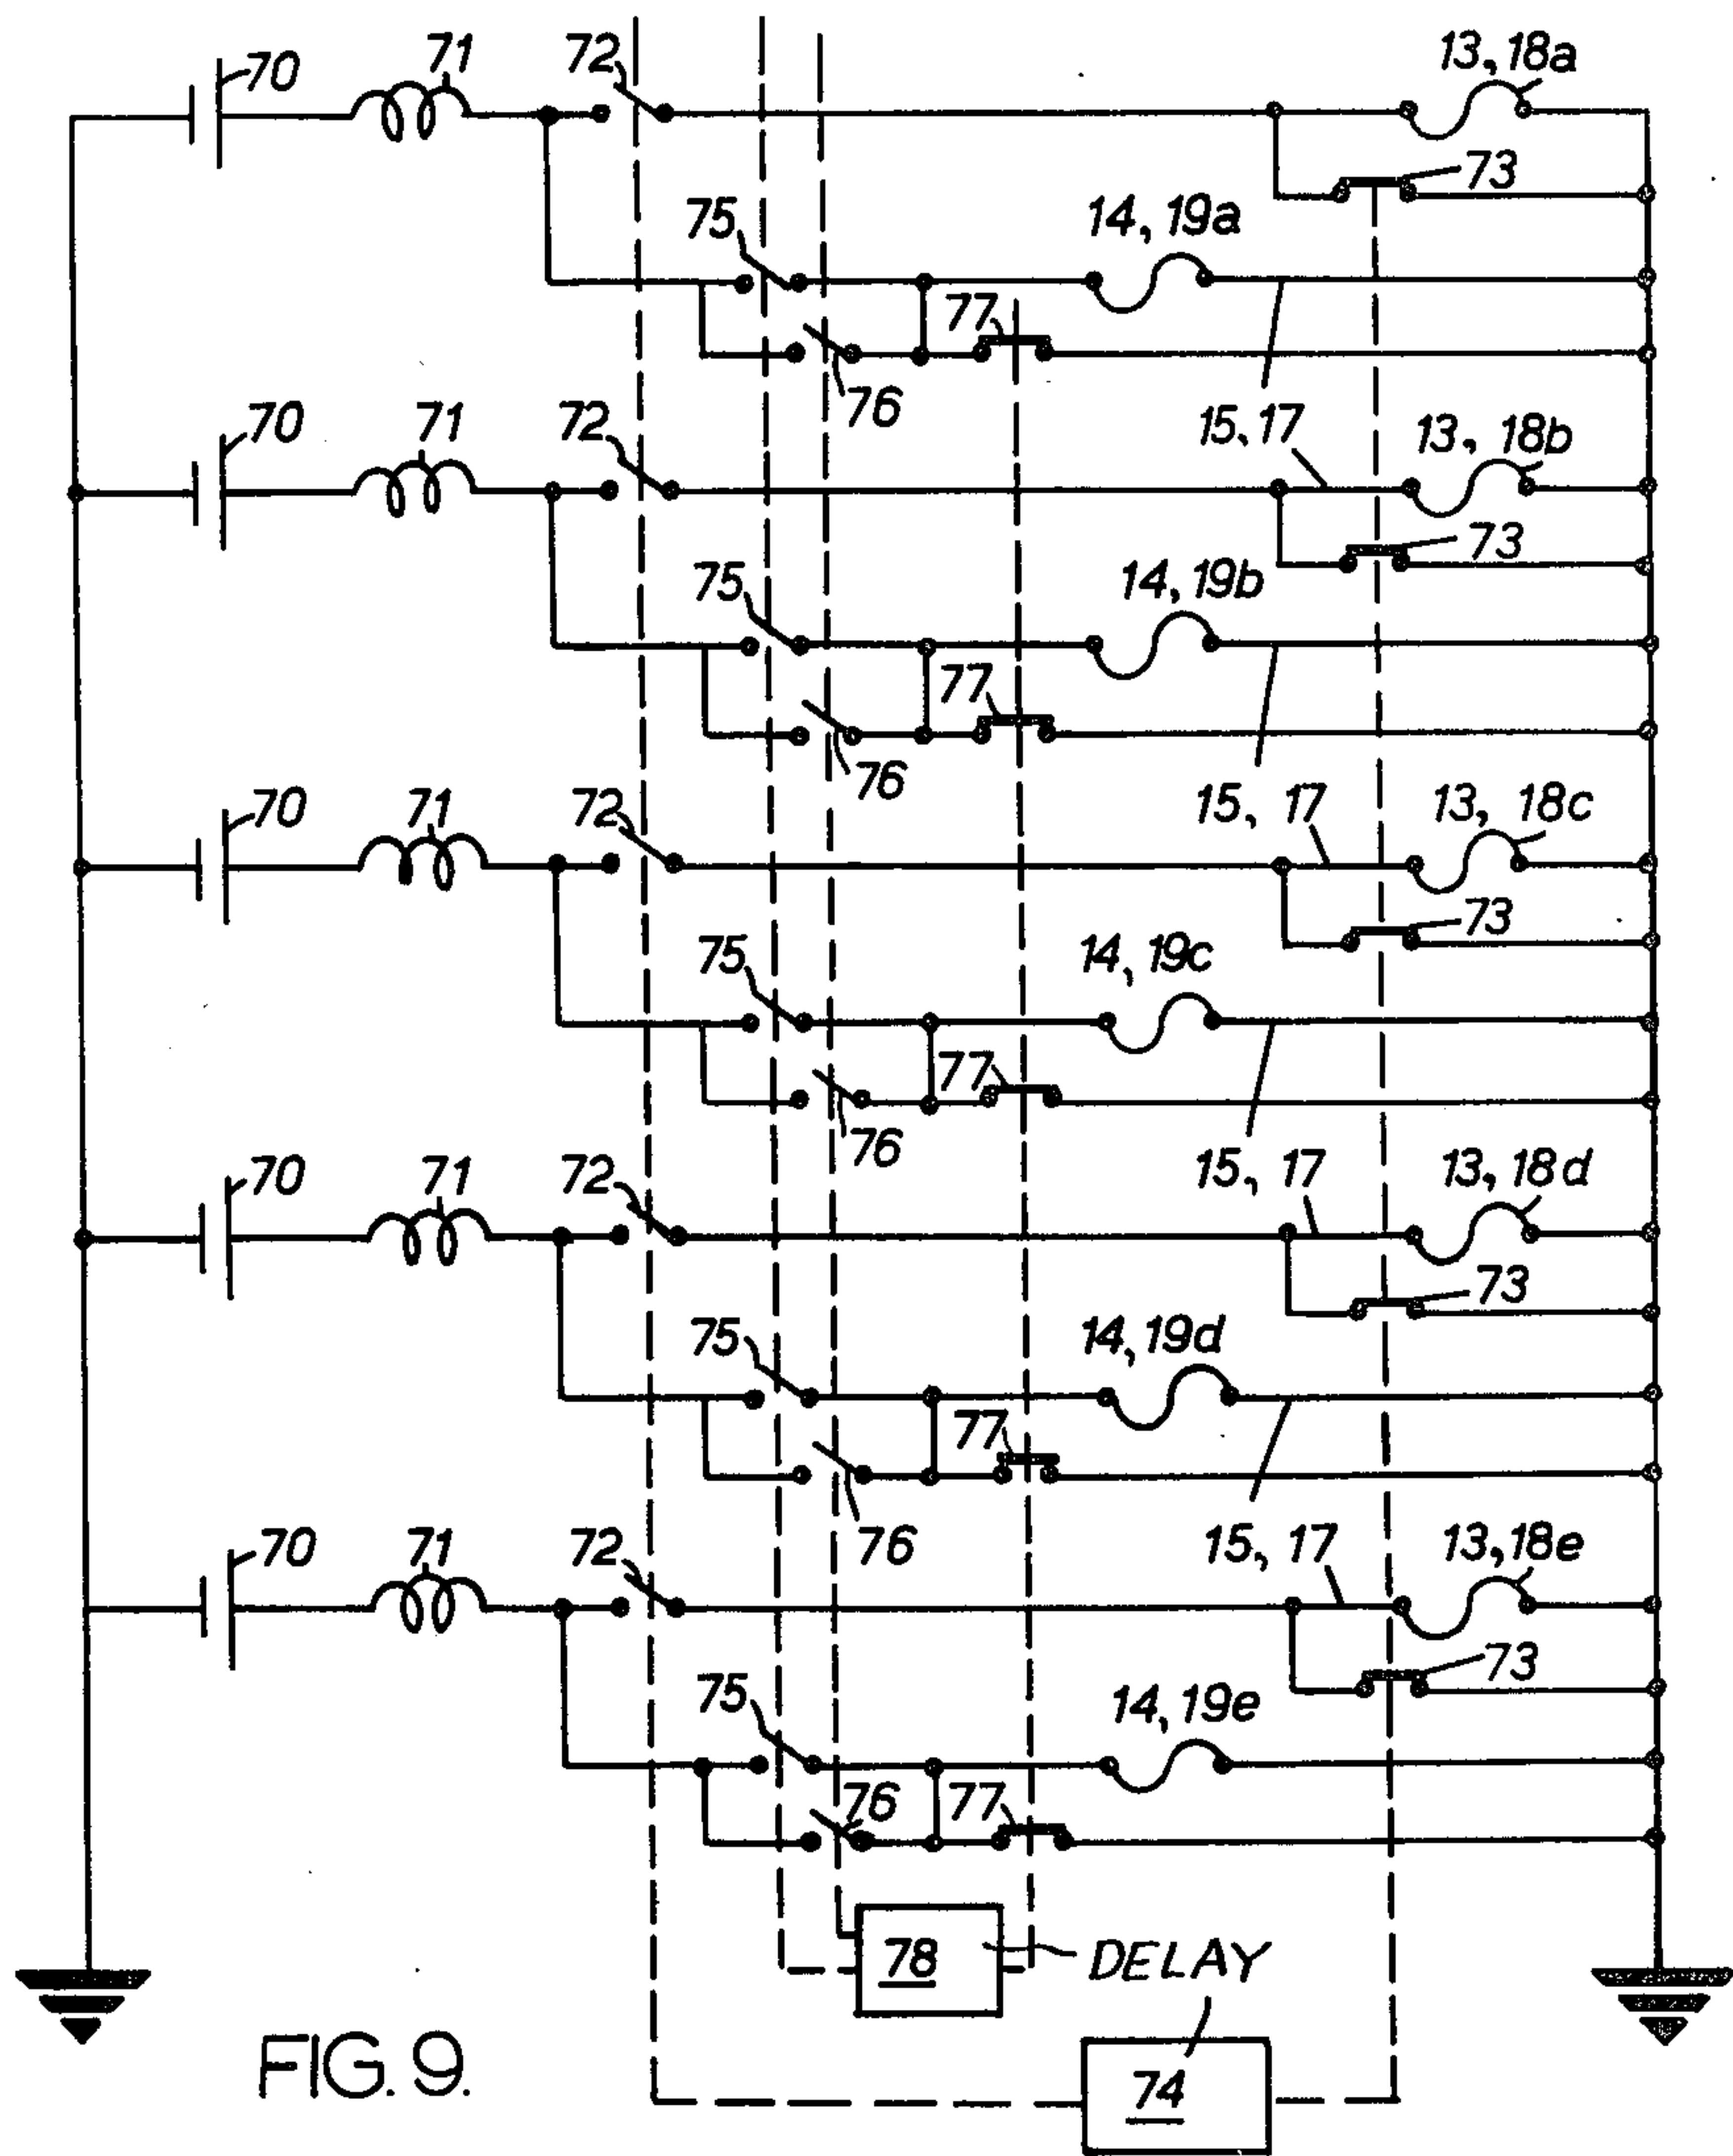 70 71 72 13, 18a
73
75 14, 19a
77
76
70 71 72 15, 17 13, 18b
73
75 14, 19b
77
76
70 71 72 15, 17 13, 18c
73
75 14, 19c
77
76
70 71 72 15, 17 13, 18d
73
75 14, 19d
77
76
70 71 72 15, 17 13, 18e
73
75 14, 19e
76 77
78 DELAY
FIG. 9.
74